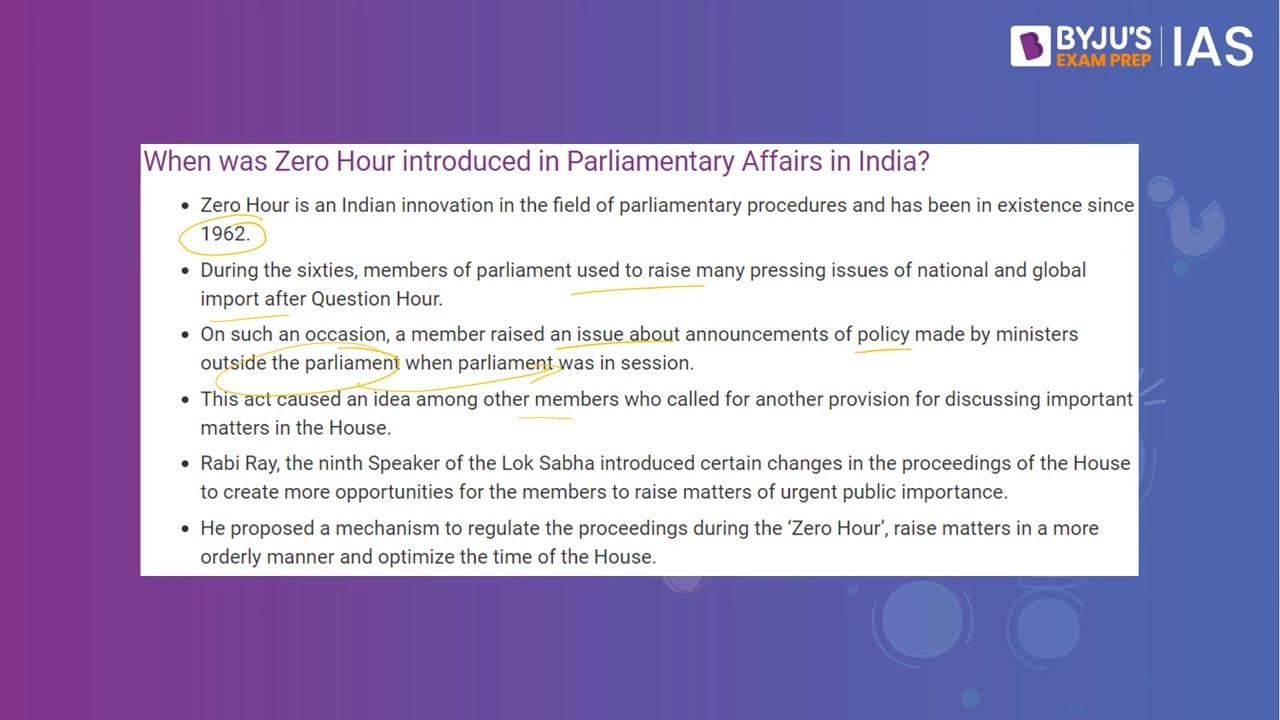 BYJU'S
EXAM PREP
IAS
When was Zero Hour introduced in Parliamentary Affairs in India?
• Zero Hour is an Indian innovation in the field of parliamentary procedures and has been in existence since
1962.
• During the sixties, members of parliament used to raise many pressing issues of national and global
import after Question Hour.
• On such an occasion, a member raised an issue about announcements of policy made by ministers
outside the parliament when parliament was in session.
• This act caused an idea among other members who called for another provision for discussing important
matters in the House.
• Rabi Ray, the ninth Speaker of the Lok Sabha introduced certain changes in the proceedings of the House
to create more opportunities for the members to raise matters of urgent public importance.
• He proposed a mechanism to regulate the proceedings during the ‘Zero Hour’, raise matters in a more
orderly manner and optimize the time of the House.